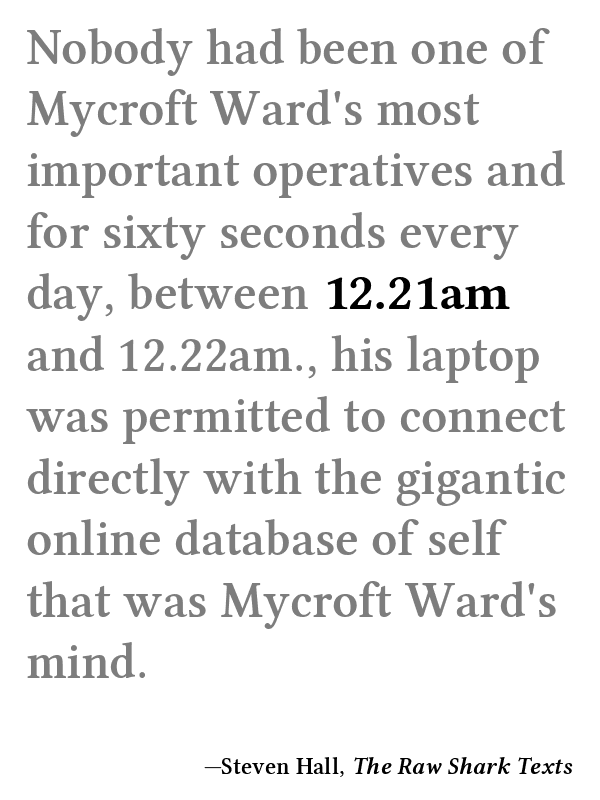 Nobody had been one of
Mycroft Ward's most
important operatives and
for sixty seconds every
day, between 12.21am
and 12.22am., his laptop
was permitted to connect
directly with the gigantic
online database of self
that was Mycroft Ward's
mind.
—Steven Hall, The Raw Shark Texts